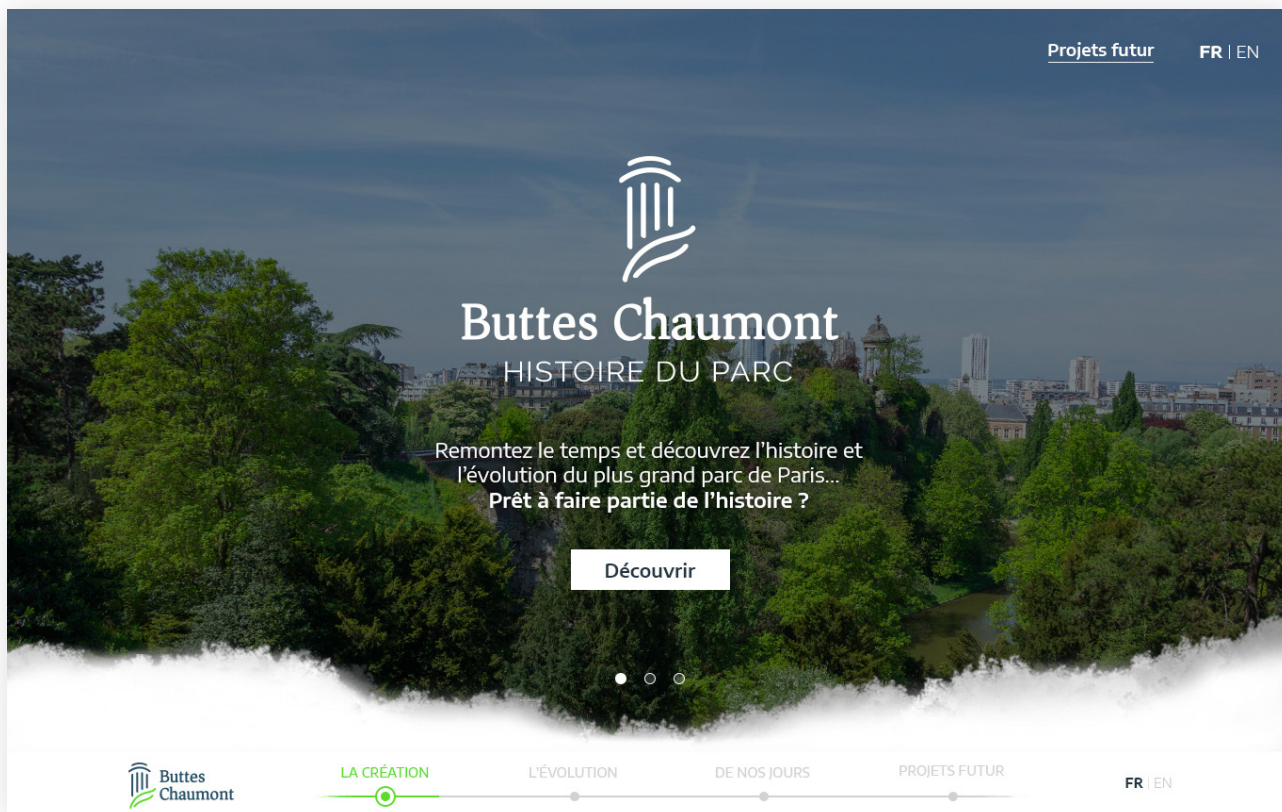 Projets futur
FR | EN
Buttes Chaumont
HISTOIRE DU PARC
Remontez le temps et découvrez l’histoire et
l’évolution du plus grand parc de Paris...
Prêt à faire partie de l’histoire ?
Découvrir
Buttes
Chaumont
LA CRÉATION
L’ÉVOLUTION
DE NOS JOURS
PROJETS FUTUR
FR | EN